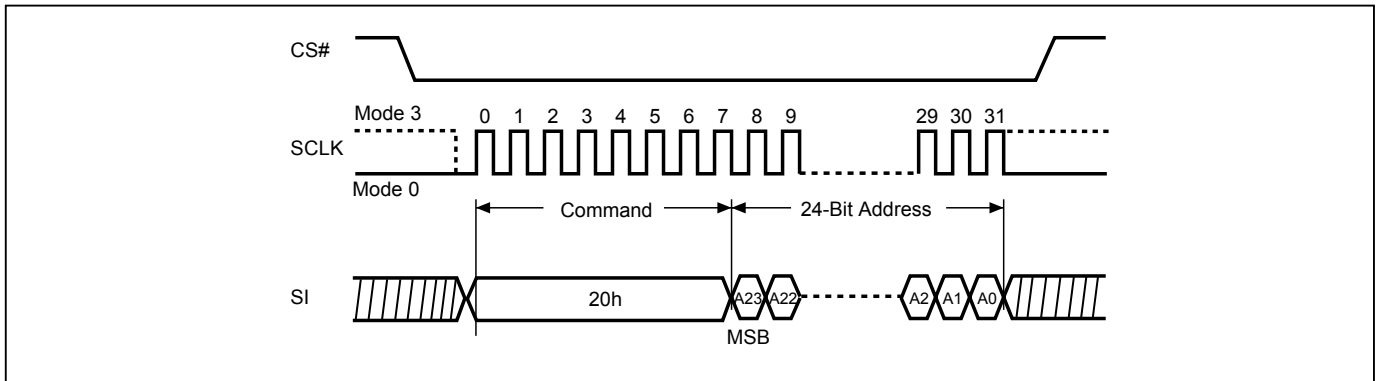 CS#
Mode 3
0 1 2 3 4 5 6 7 8 9 29 30 31
SCLK
Mode 0
Command 24-Bit Address
SI 20h A23 A22 A2 A1 A0
MSB